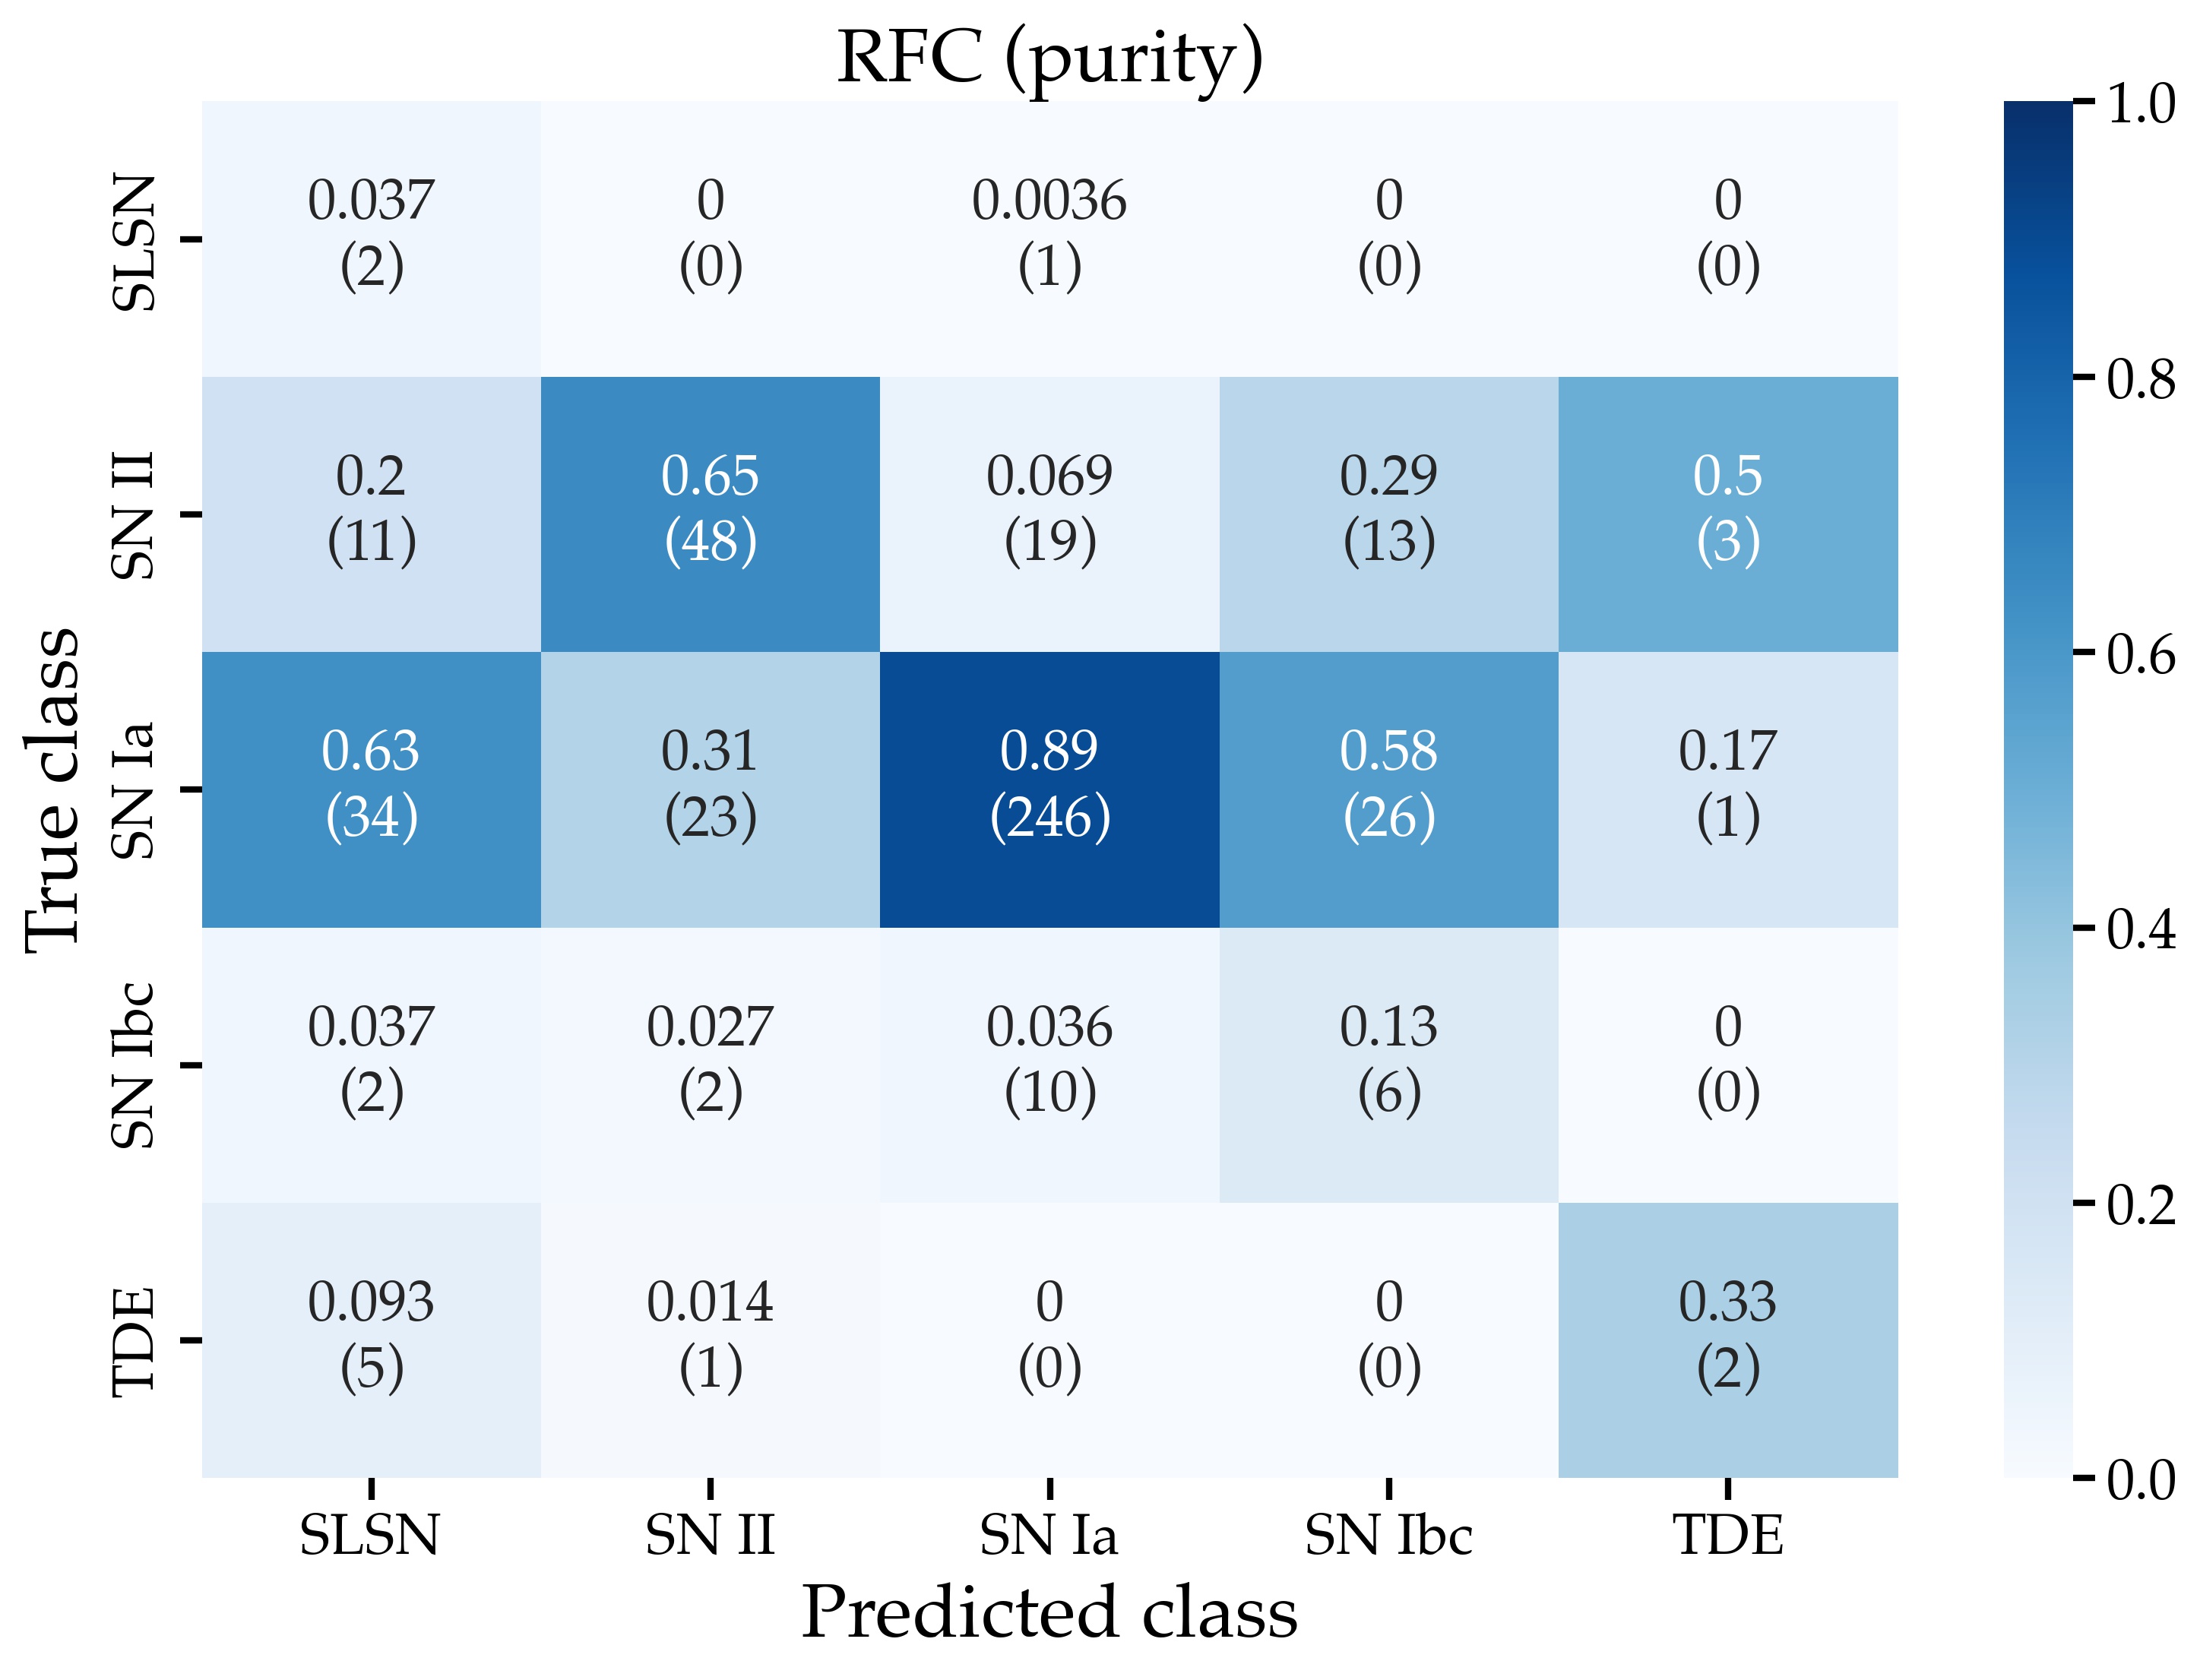 RFC (purity)
True class
SLSN
0.037 0 0.0036 0 0
(2) (0) (1) (0) (0)
SN II
0.2 0.65 0.069 0.29 0.5
(11) (48) (19) (13) (3)
SN Ia
0.63 0.31 0.89 0.58 0.17
(34) (23) (246) (26) (1)
SN Ibc
0.037 0.027 0.036 0.13 0
(2) (2) (10) (6) (0)
TDE
0.093 0.014 0 0 0.33
(5) (1) (0) (0) (2)
SLSN SN II SN Ia SN Ibc TDE
Predicted class
1.0
0.8
0.6
0.4
0.2
0.0